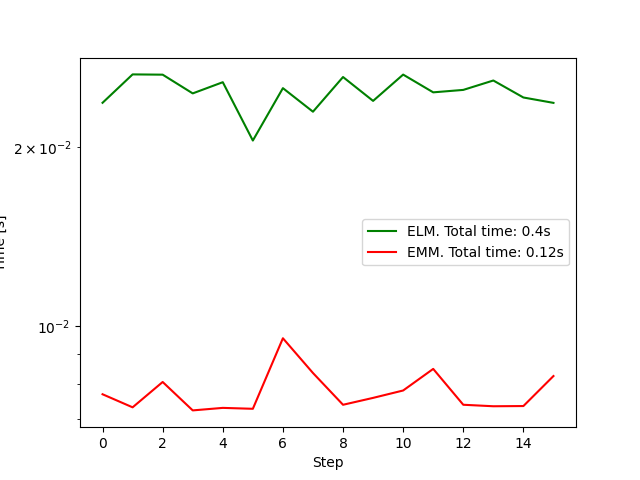 2 × 10⁻²
10⁻²
Time [s]
ELM. Total time: 0.4s
EMM. Total time: 0.12s
0 2 4 6 8 10 12 14
Step